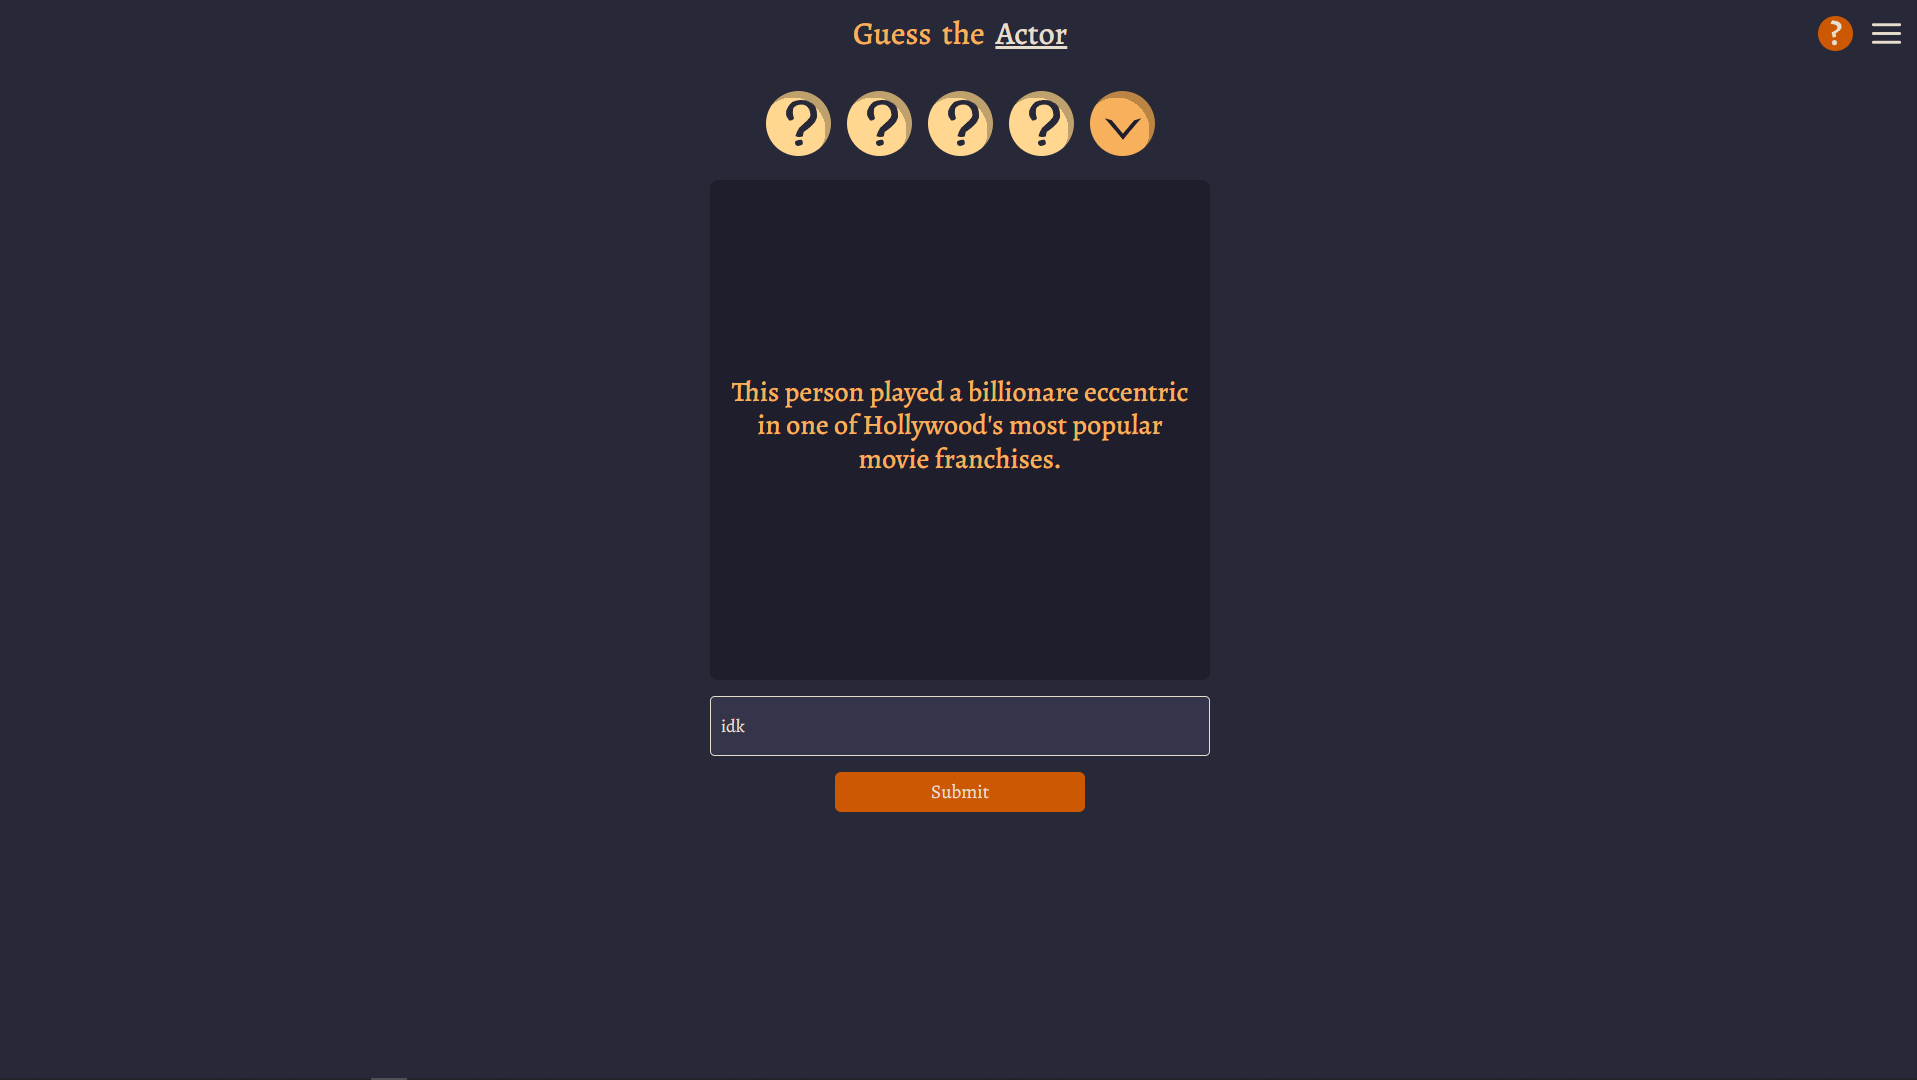 Guess the Actor
?
? ? ? ?
This person played a billionare eccentric
in one of Hollywood's most popular
movie franchises.
idk
Submit